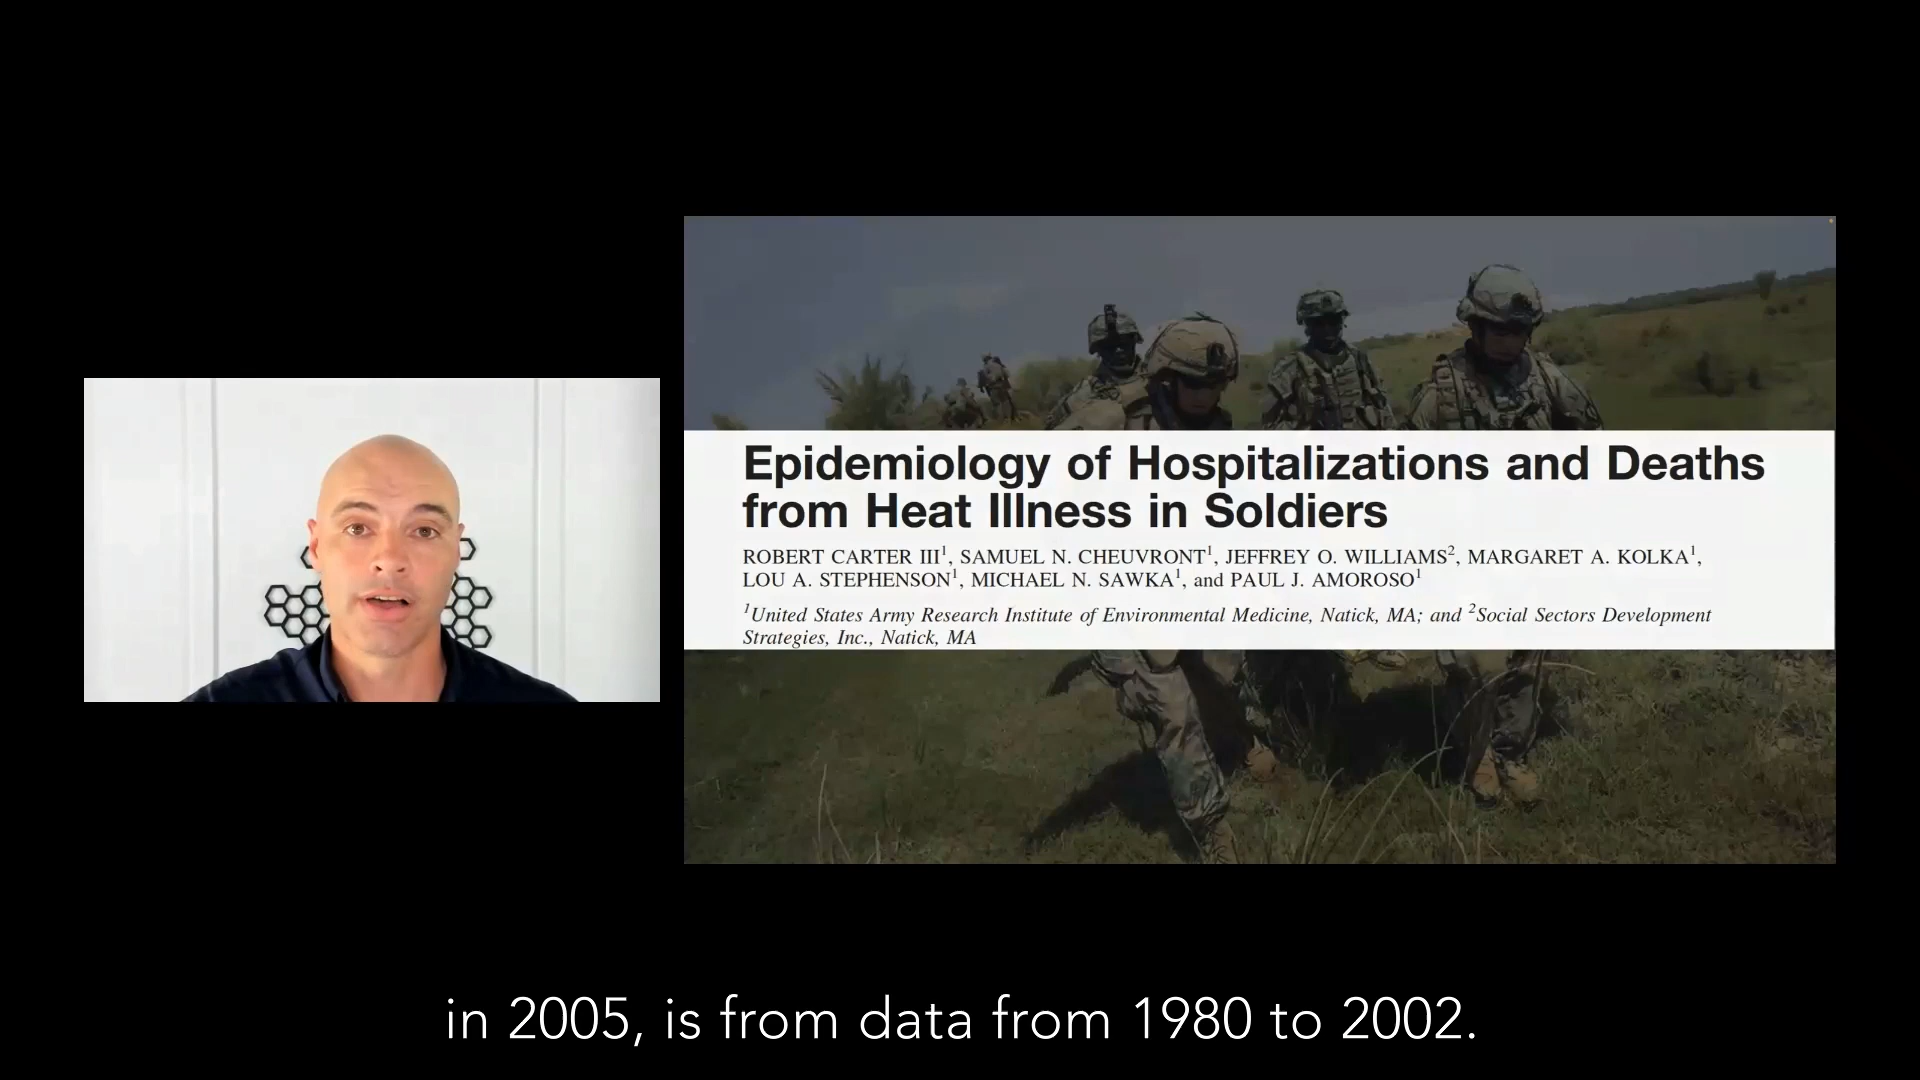 Epidemiology of Hospitalizations and Deaths
from Heat Illness in Soldiers
ROBERT CARTER III¹, SAMUEL N. CHEUVRONT¹, JEFFREY O. WILLIAMS², MARGARET A. KOLKA¹,
LOU A. STEPHENSON¹, MICHAEL N. SAWKA¹, and PAUL J. AMOROSO¹
¹United States Army Research Institute of Environmental Medicine, Natick, MA; and ²Social Sectors Development
Strategies, Inc., Natick, MA
in 2005, is from data from 1980 to 2002.